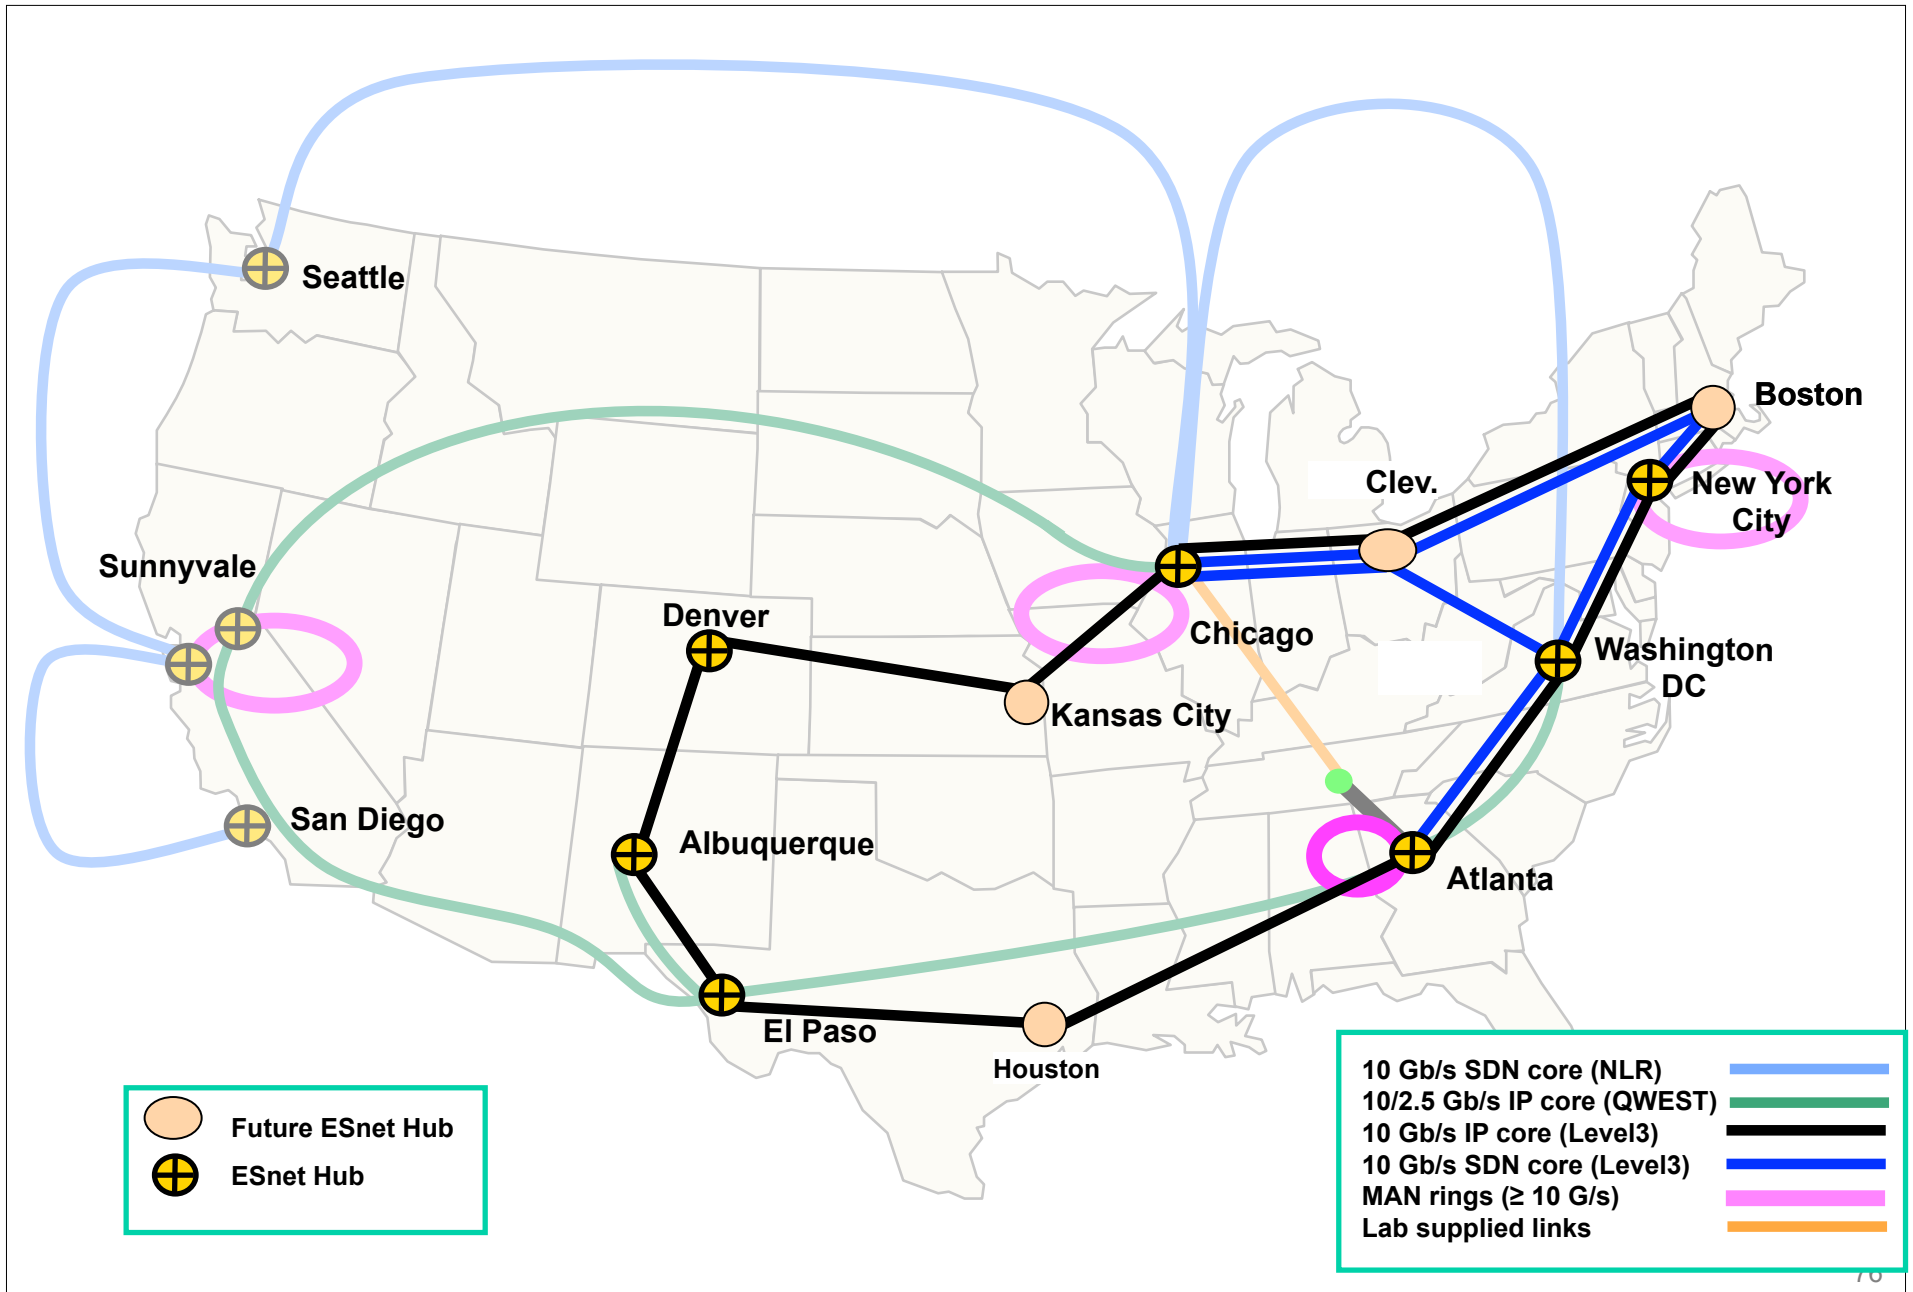 Seattle
Boston
Clev.
New York
City
Sunnyvale
Denver
Chicago
Washington
DC
Kansas City
San Diego
Albuquerque
Atlanta
El Paso
Houston
Future ESnet Hub
ESnet Hub
10 Gb/s SDN core (NLR)
10/2.5 Gb/s IP core (QWEST)
10 Gb/s IP core (Level3)
10 Gb/s SDN core (Level3)
MAN rings (≥ 10 G/s)
Lab supplied links
76